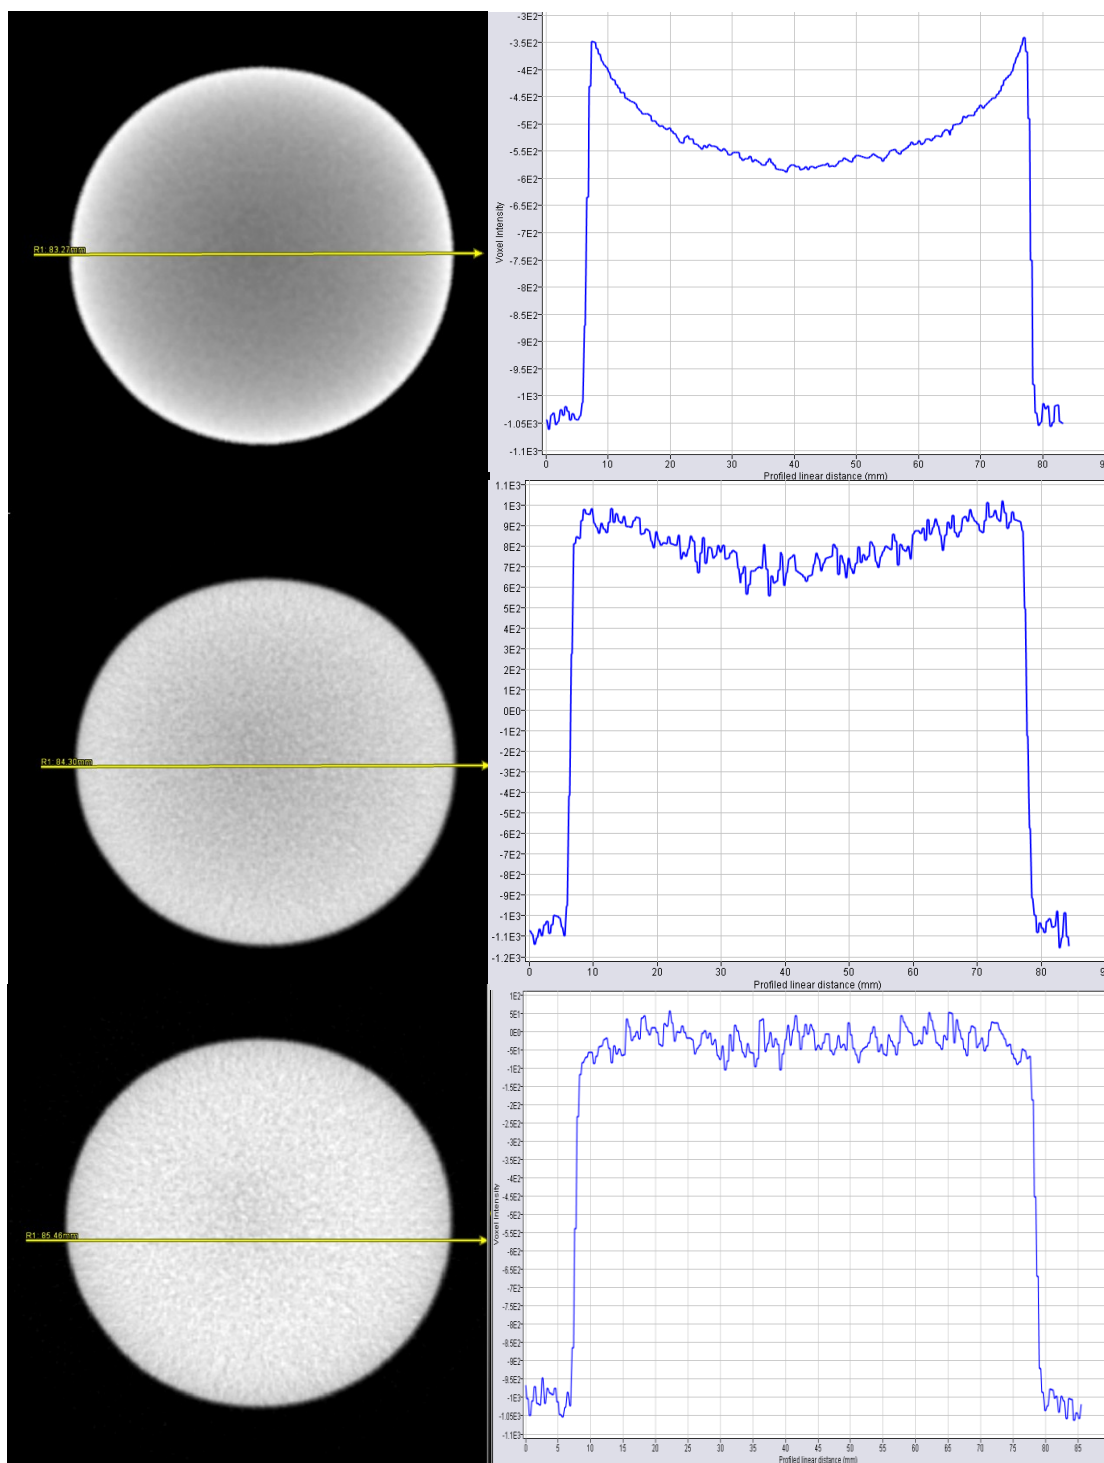 R1: 83.27mm
-3E2
-3.5E2
-4E2
-4.5E2
-5E2
-5.5E2
-6E2
-6.5E2
-7E2
-7.5E2
-8E2
-8.5E2
-9E2
-9.5E2
-1E3
-1.05E3
-1.1E3
Voxel Intensity
0 10 20 30 40 50 60 70 80 90
Profiled linear distance (mm)
R1: 84.30mm
1.1E3
1E3
9E2
8E2
7E2
6E2
5E2
4E2
3E2
2E2
1E2
0E0
-1E2
-2E2
-3E2
-4E2
-5E2
-6E2
-7E2
-8E2
-9E2
-1E3
-1.1E3
-1.2E3
0 10 20 30 40 50 60 70 80 90
Profiled linear distance (mm)
R1: 85.46mm
1E2
5E1
0E0
-5E1
-1E2
-1.5E2
-2E2
-2.5E2
-3E2
-3.5E2
-4E2
-4.5E2
-5E2
-5.5E2
-6E2
-6.5E2
-7E2
-7.5E2
-8E2
-8.5E2
-9E2
-9.5E2
-1E3
-1.05E3
-1.1E3
Voxel Intensity
0 5 10 15 20 25 30 35 40 45 50 55 60 65 70 75 80 85
Profiled linear distance (mm)